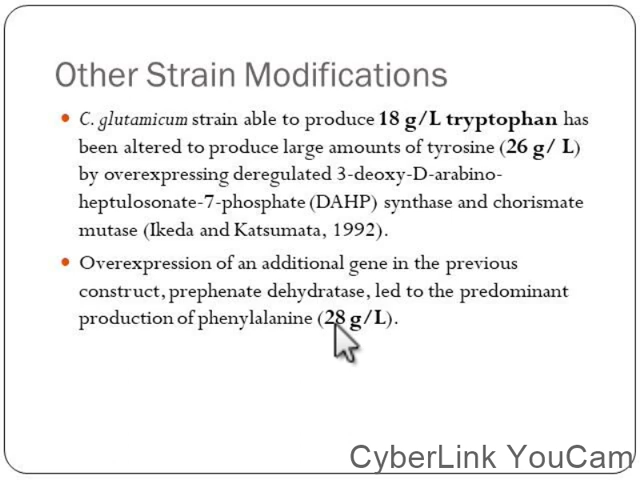 Other Strain Modifications
• C. glutamicum strain able to produce 18 g/L tryptophan has
been altered to produce large amounts of tyrosine (26 g/ L)
by overexpressing deregulated 3-deoxy-D-arabino-
heptulosonate-7-phosphate (DAHP) synthase and chorismate
mutase (Ikeda and Katsumata, 1992).
• Overexpression of an additional gene in the previous
construct, prephenate dehydratase, led to the predominant
production of phenylalanine (28 g/L).
CyberLink YouCam